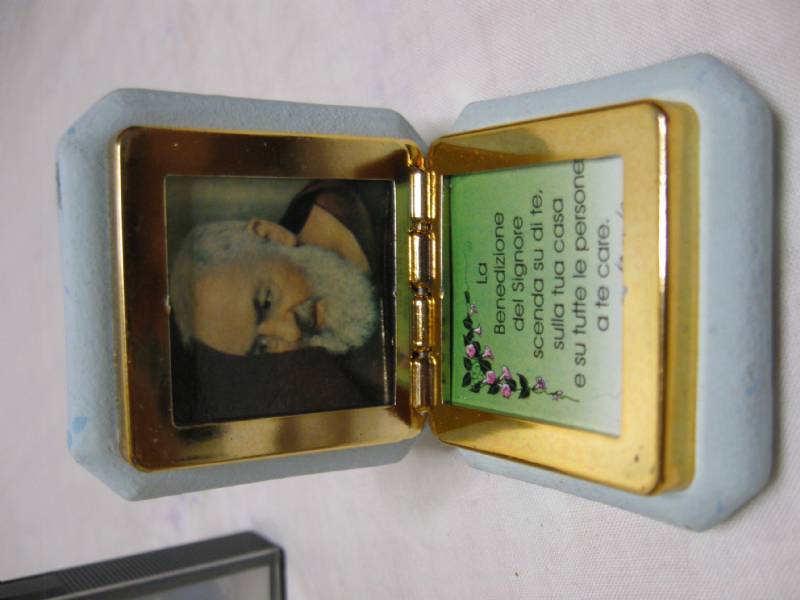 La
Benedizione
del Signore
scenda su di te,
sulla tua casa
e su tutte le persone
a te care.